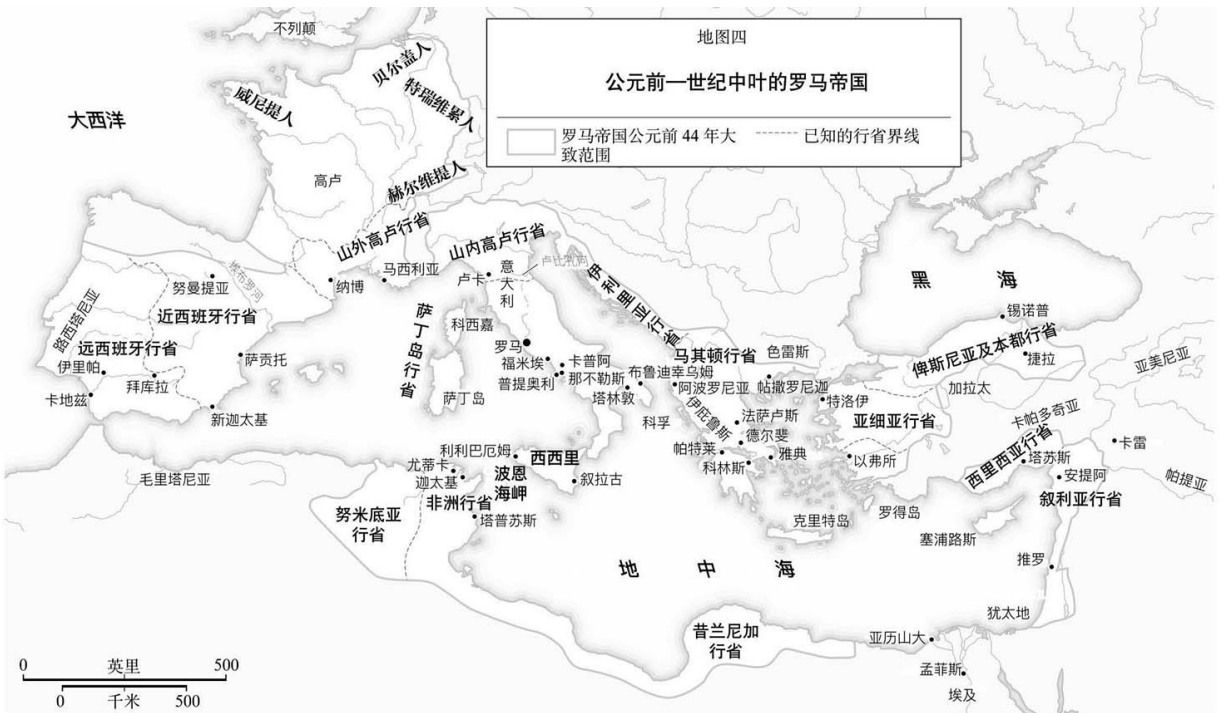 地图四
公元前一世纪中叶的罗马帝国
罗马帝国公元前 44 年大
致范围
已知的行省界线
不列颠
大西洋
贝尔盖人
特瑞维累人
威尼提人
高卢
赫尔维提人
山外高卢行省
山内高卢行省
马西利亚
纳博
卢卡
意大利
卢比孔河
伊利里亚行省
黑海
埃布罗河
努曼提亚
近西班牙行省
路西塔尼亚
远西班牙行省
伊里帕
拜库拉
卡地兹
萨贡托
新迦太基
萨丁岛行省
科西嘉
萨丁岛
罗马
福米埃
普提奥利
卡普阿
那不勒斯
塔林敦
布鲁迪幸乌姆
马其顿行省
阿波罗尼亚
色雷斯
帖撒罗尼迦
锡诺普
俾斯尼亚及本都行省
捷拉
亚美尼亚
加拉太
特洛伊
亚细亚行省
卡帕多奇亚
科孚
伊庇鲁斯
法萨卢斯
德尔斐
帕特莱
科林斯
雅典
以弗所
西里西亚行省
塔苏斯
卡雷
安提阿
帕提亚
叙利亚行省
毛里塔尼亚
利利巴厄姆
尤蒂卡
迦太基
波恩
海岬
西西里
叙拉古
非洲行省
塔普苏斯
努米底亚
行省
克里特岛
罗得岛
塞浦路斯
推罗
地中海
犹太地
昔兰尼加
行省
亚历山大
孟菲斯
埃及
0 英里 500
0 千米 500